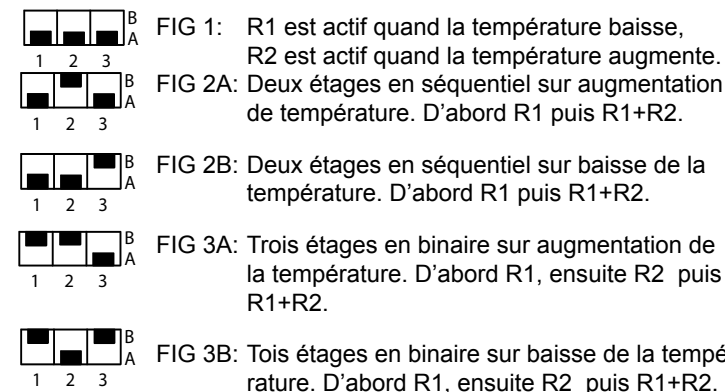 B
A
1 2 3
FIG 1: R1 est actif quand la température baisse,
R2 est actif quand la température augmente.
B
A
1 2 3
FIG 2A: Deux étages en séquentiel sur augmentation
de température. D'abord R1 puis R1+R2.
B
A
1 2 3
FIG 2B: Deux étages en séquentiel sur baisse de la
température. D'abord R1 puis R1+R2.
B
A
1 2 3
FIG 3A: Trois étages en binaire sur augmentation de
la température. D'abord R1, ensuite R2 puis
R1+R2.
B
A
1 2 3
FIG 3B: Tois étages en binaire sur baisse de la tempé
rature. D'abord R1, ensuite R2 puis R1+R2.